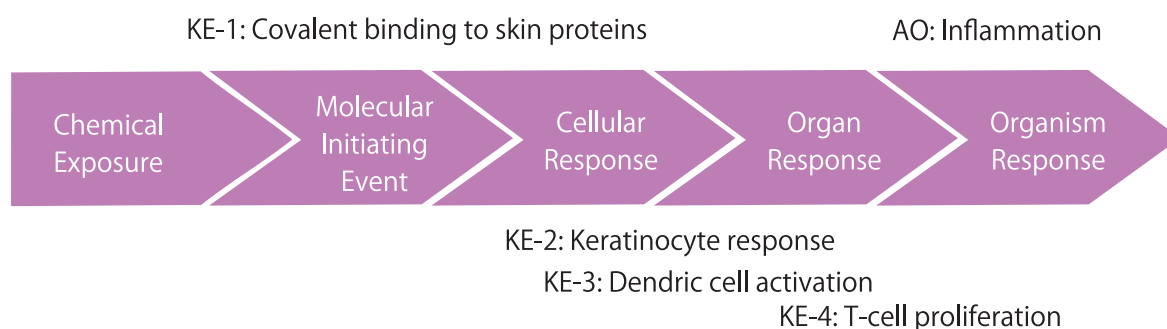 KE-1: Covalent binding to skin proteins
AO: Inflammation
Chemical
Exposure
Molecular
Initiating
Event
Cellular
Response
Organ
Response
Organism
Response
KE-2: Keratinocyte response
KE-3: Dendric cell activation
KE-4: T-cell proliferation